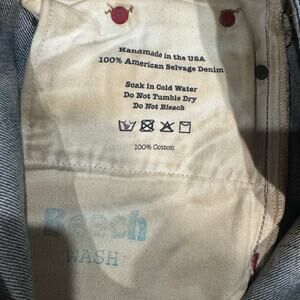 Handmade in the USA
100% American Selvage Denim
Soak in Cold Water
Do Not Tumble Dry
Do Not Bleach
100% Cotton
Beach
WASH